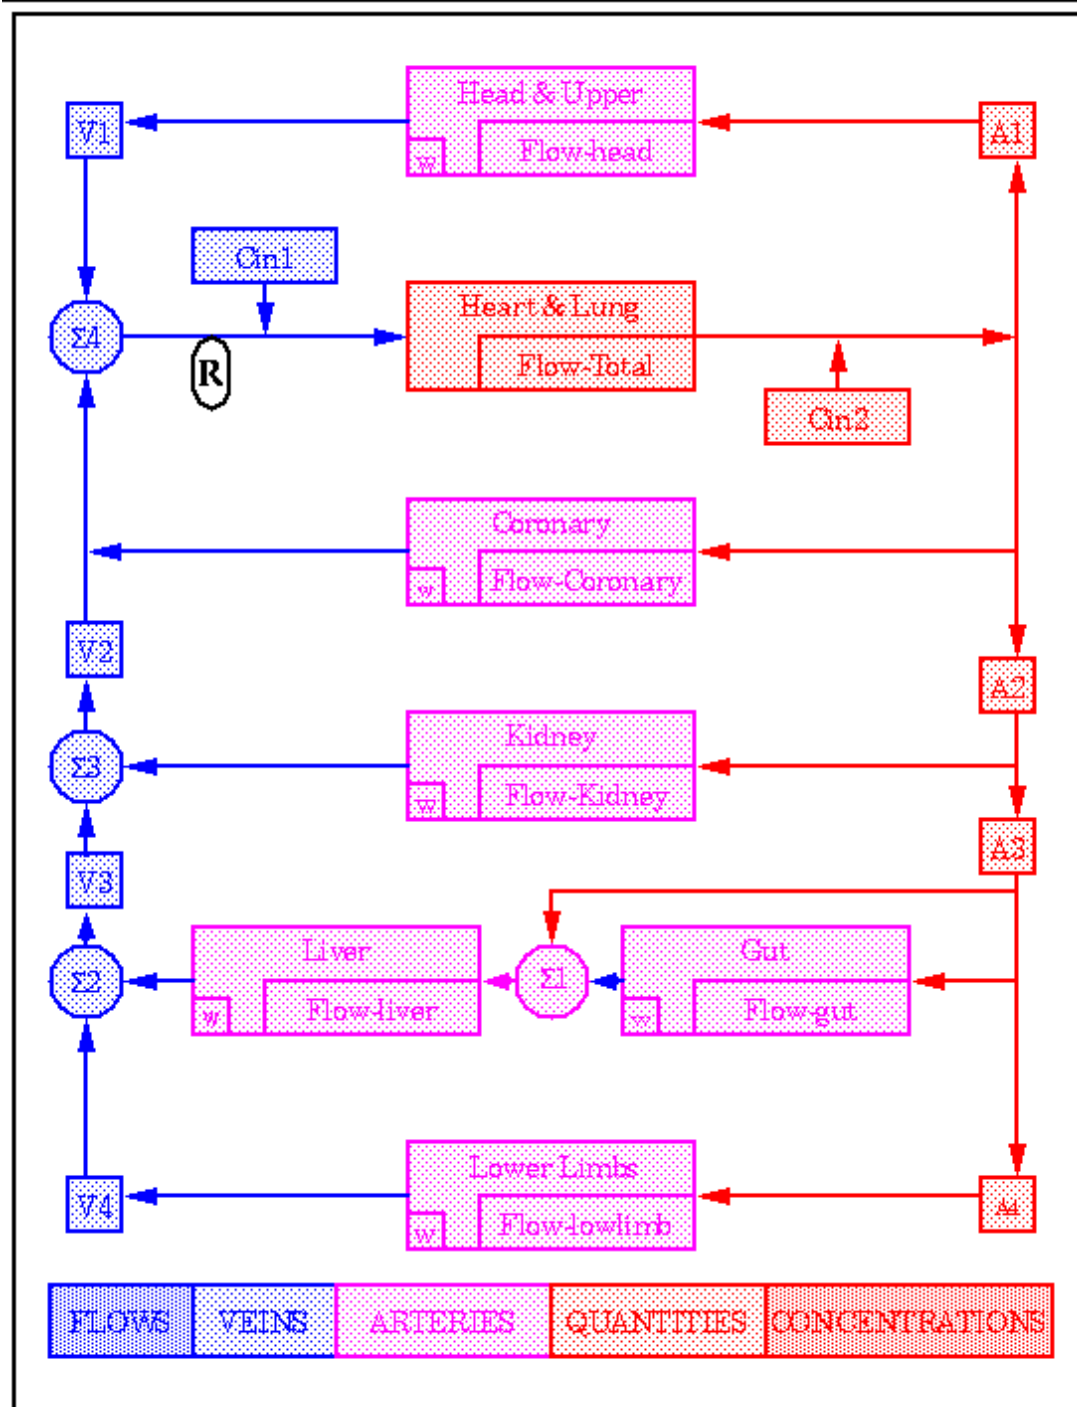 Head & Upper
V1
A1
w
Flow-head
Cin1
Heart & Lung
Σ4
R
Flow-Total
Cin2
Coronary
w
Flow-Coronary
V2
A2
Kidney
Σ3
w
Flow-Kidney
A3
V3
Liver
Gut
Σ2
Σ1
w
Flow-liver
w
Flow-gut
Lower Limbs
V4
A4
w
Flow-lowlimb
FLOWS VEINS ARTERIES QUANTITIES CONCENTRATIONS